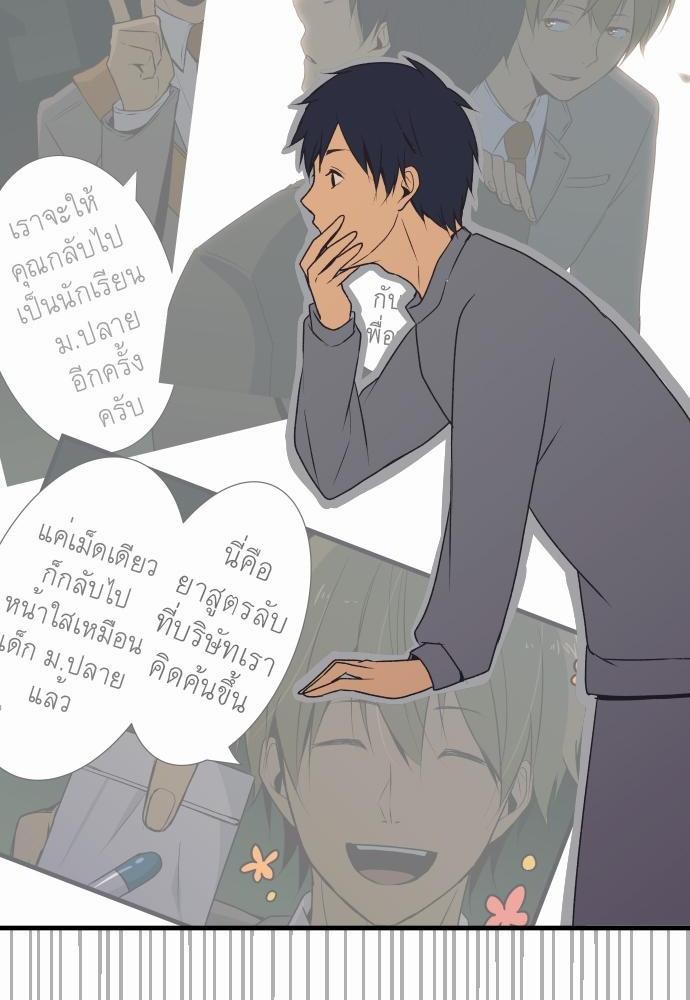 เราจะให้
คุณกลับไป
เป็นนักเรียน
ม.ปลาย
อีกครั้ง
ครับ
กับ
นี่คือ
ยาสูตรลับ
ที่บริษัทเรา
คิดค้นขึ้น
แค่เม็ดเดียว
ก็กลับไป
หน้าใสเหมือน
เด็ก ม.ปลาย
แล้ว